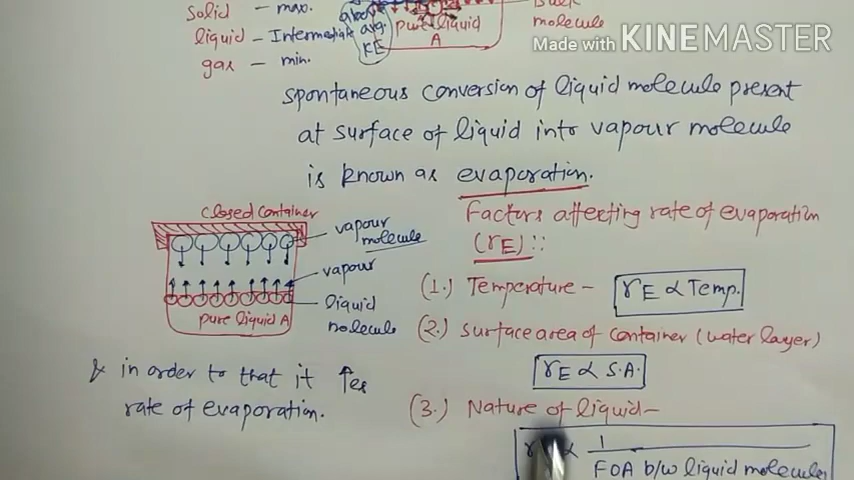 solid - max.
liquid - Intermediate
gas - min.
above
avg.
KE
pure liquid
A
molecule
Made with KINEMASTER
spontaneous conversion of liquid molecule present
at surface of liquid into vapour molecule
is known as evaporation.
closed container
vapour
molecule
vapour
liquid
molecule
pure liquid A
& in order to that it ↑es
rate of evaporation.
Factors affecting rate of evaporation
(rE) ::
(1.) Temperature - rE ∝ Temp.
(2.) surface area of container (water layer)
rE ∝ S.A.
(3.) Nature of liquid -
∝ 1
FOA b/w liquid molecules